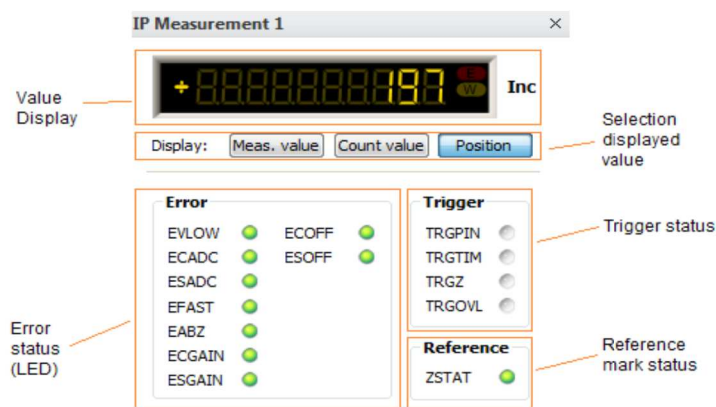 IP Measurement 1 ×
Value
Display
+ 197 E
W Inc
Display: Meas. value Count value Position
Selection
displayed
value
Error
EVLOW ECOFF
ECADC ESOFF
ESADC
EFAST
EABZ
ECGAIN
ESGAIN
Trigger
TRGPIN
TRGTIM
TRGZ
TRGOVL
Trigger status
Error
status
(LED)
Reference
ZSTAT
Reference
mark status